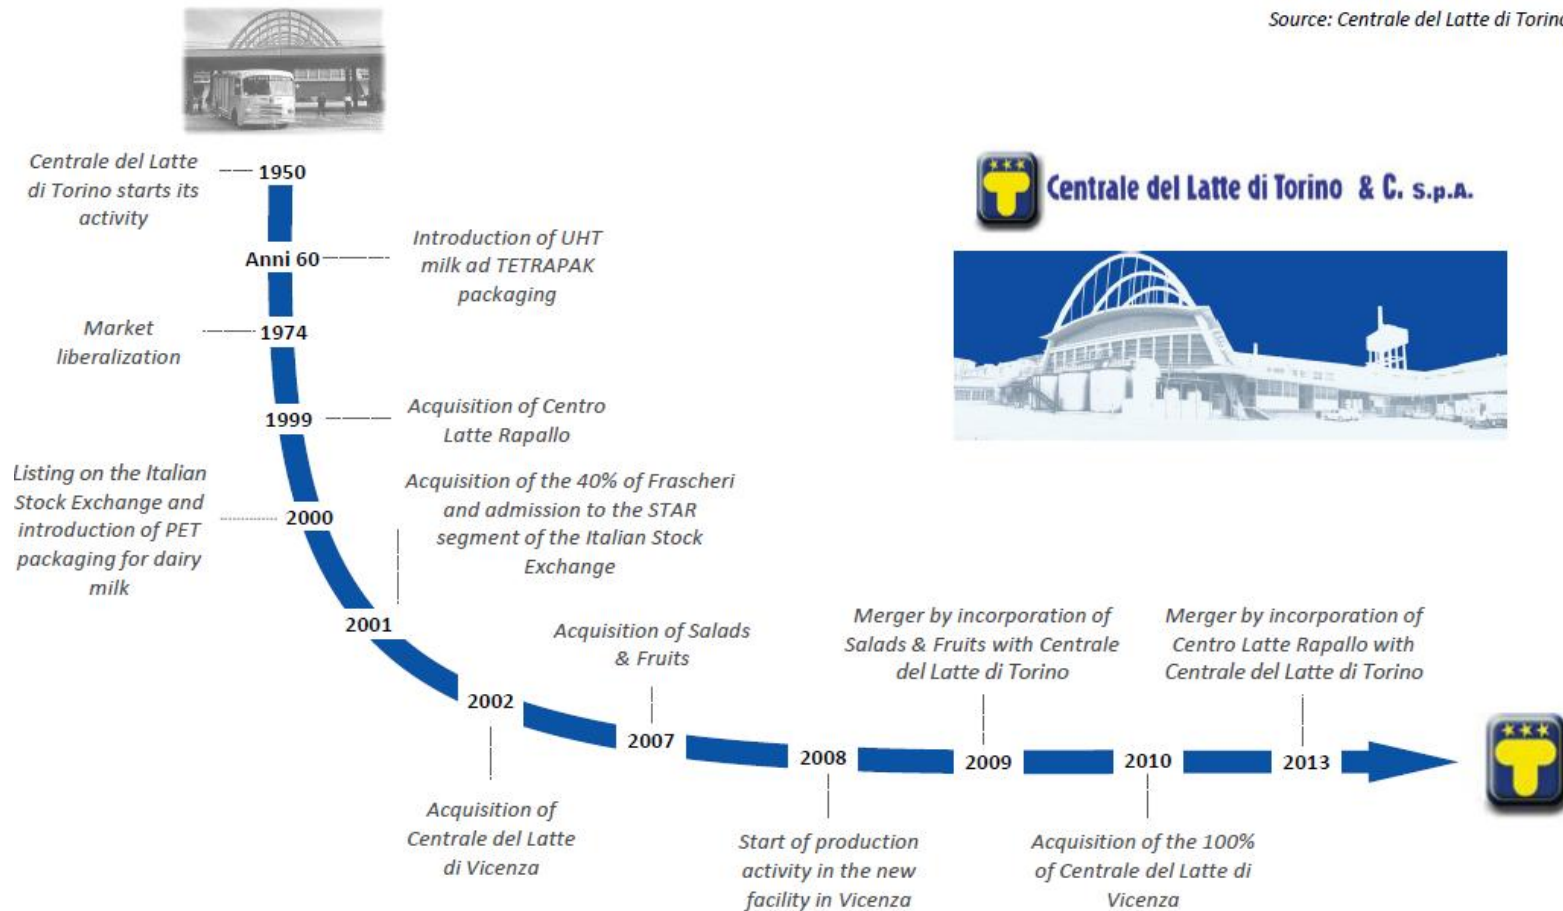 Source: Centrale del Latte di Torino
Centrale del Latte
di Torino starts its
activity
1950
Anni 60
Introduction of UHT
milk ad TETRAPAK
packaging
Market
liberalization
1974
1999
Acquisition of Centro
Latte Rapallo
Listing on the Italian
Stock Exchange and
introduction of PET
packaging for dairy
milk
2000
Acquisition of the 40% of Frascheri
and admission to the STAR
segment of the Italian Stock
Exchange
2001
2002
Acquisition of
Centrale del Latte
di Vicenza
Acquisition of Salads
& Fruits
2007
2008
Start of production
activity in the new
facility in Vicenza
Merger by incorporation of
Salads & Fruits with Centrale
del Latte di Torino
2009
2010
Acquisition of the 100%
of Centrale del Latte di
Vicenza
Merger by incorporation of
Centro Latte Rapallo with
Centrale del Latte di Torino
2013
Centrale del Latte di Torino & C. S.p.A.